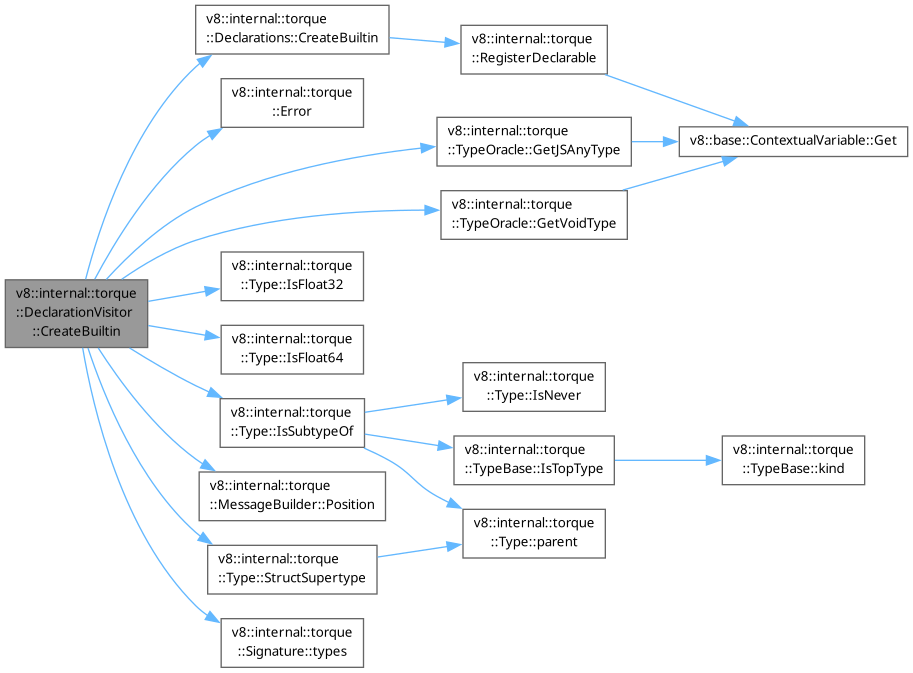 v8::internal::torque
::DeclarationVisitor
::CreateBuiltin
v8::internal::torque
::Declarations::CreateBuiltin
v8::internal::torque
::RegisterDeclarable
v8::base::ContextualVariable::Get
v8::internal::torque
::Error
v8::internal::torque
::TypeOracle::GetJSAnyType
v8::internal::torque
::TypeOracle::GetVoidType
v8::internal::torque
::Type::IsFloat32
v8::internal::torque
::Type::IsFloat64
v8::internal::torque
::Type::IsSubtypeOf
v8::internal::torque
::Type::IsNever
v8::internal::torque
::TypeBase::IsTopType
v8::internal::torque
::TypeBase::kind
v8::internal::torque
::Type::parent
v8::internal::torque
::MessageBuilder::Position
v8::internal::torque
::Type::StructSupertype
v8::internal::torque
::Signature::types